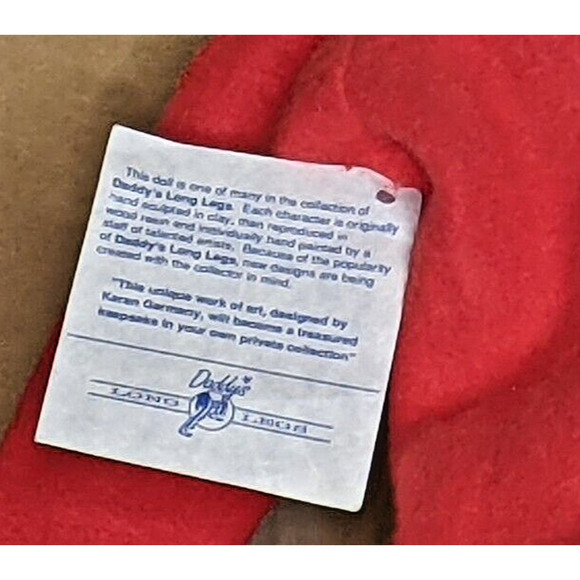 This doll is one of many in the collection of
Daddy's Long Legs. Each character is originally
hand sculpted in clay, then reproduced in
wood resin and individually hand painted by a
staff of talented artists. Because of the popularity
of Daddy's Long Legs, new designs are being
created with the collector in mind.
"This unique work of art, designed by
Karen Germany, will become a treasured
keepsake in your own private collection"
Daddy's
LONG LEGS